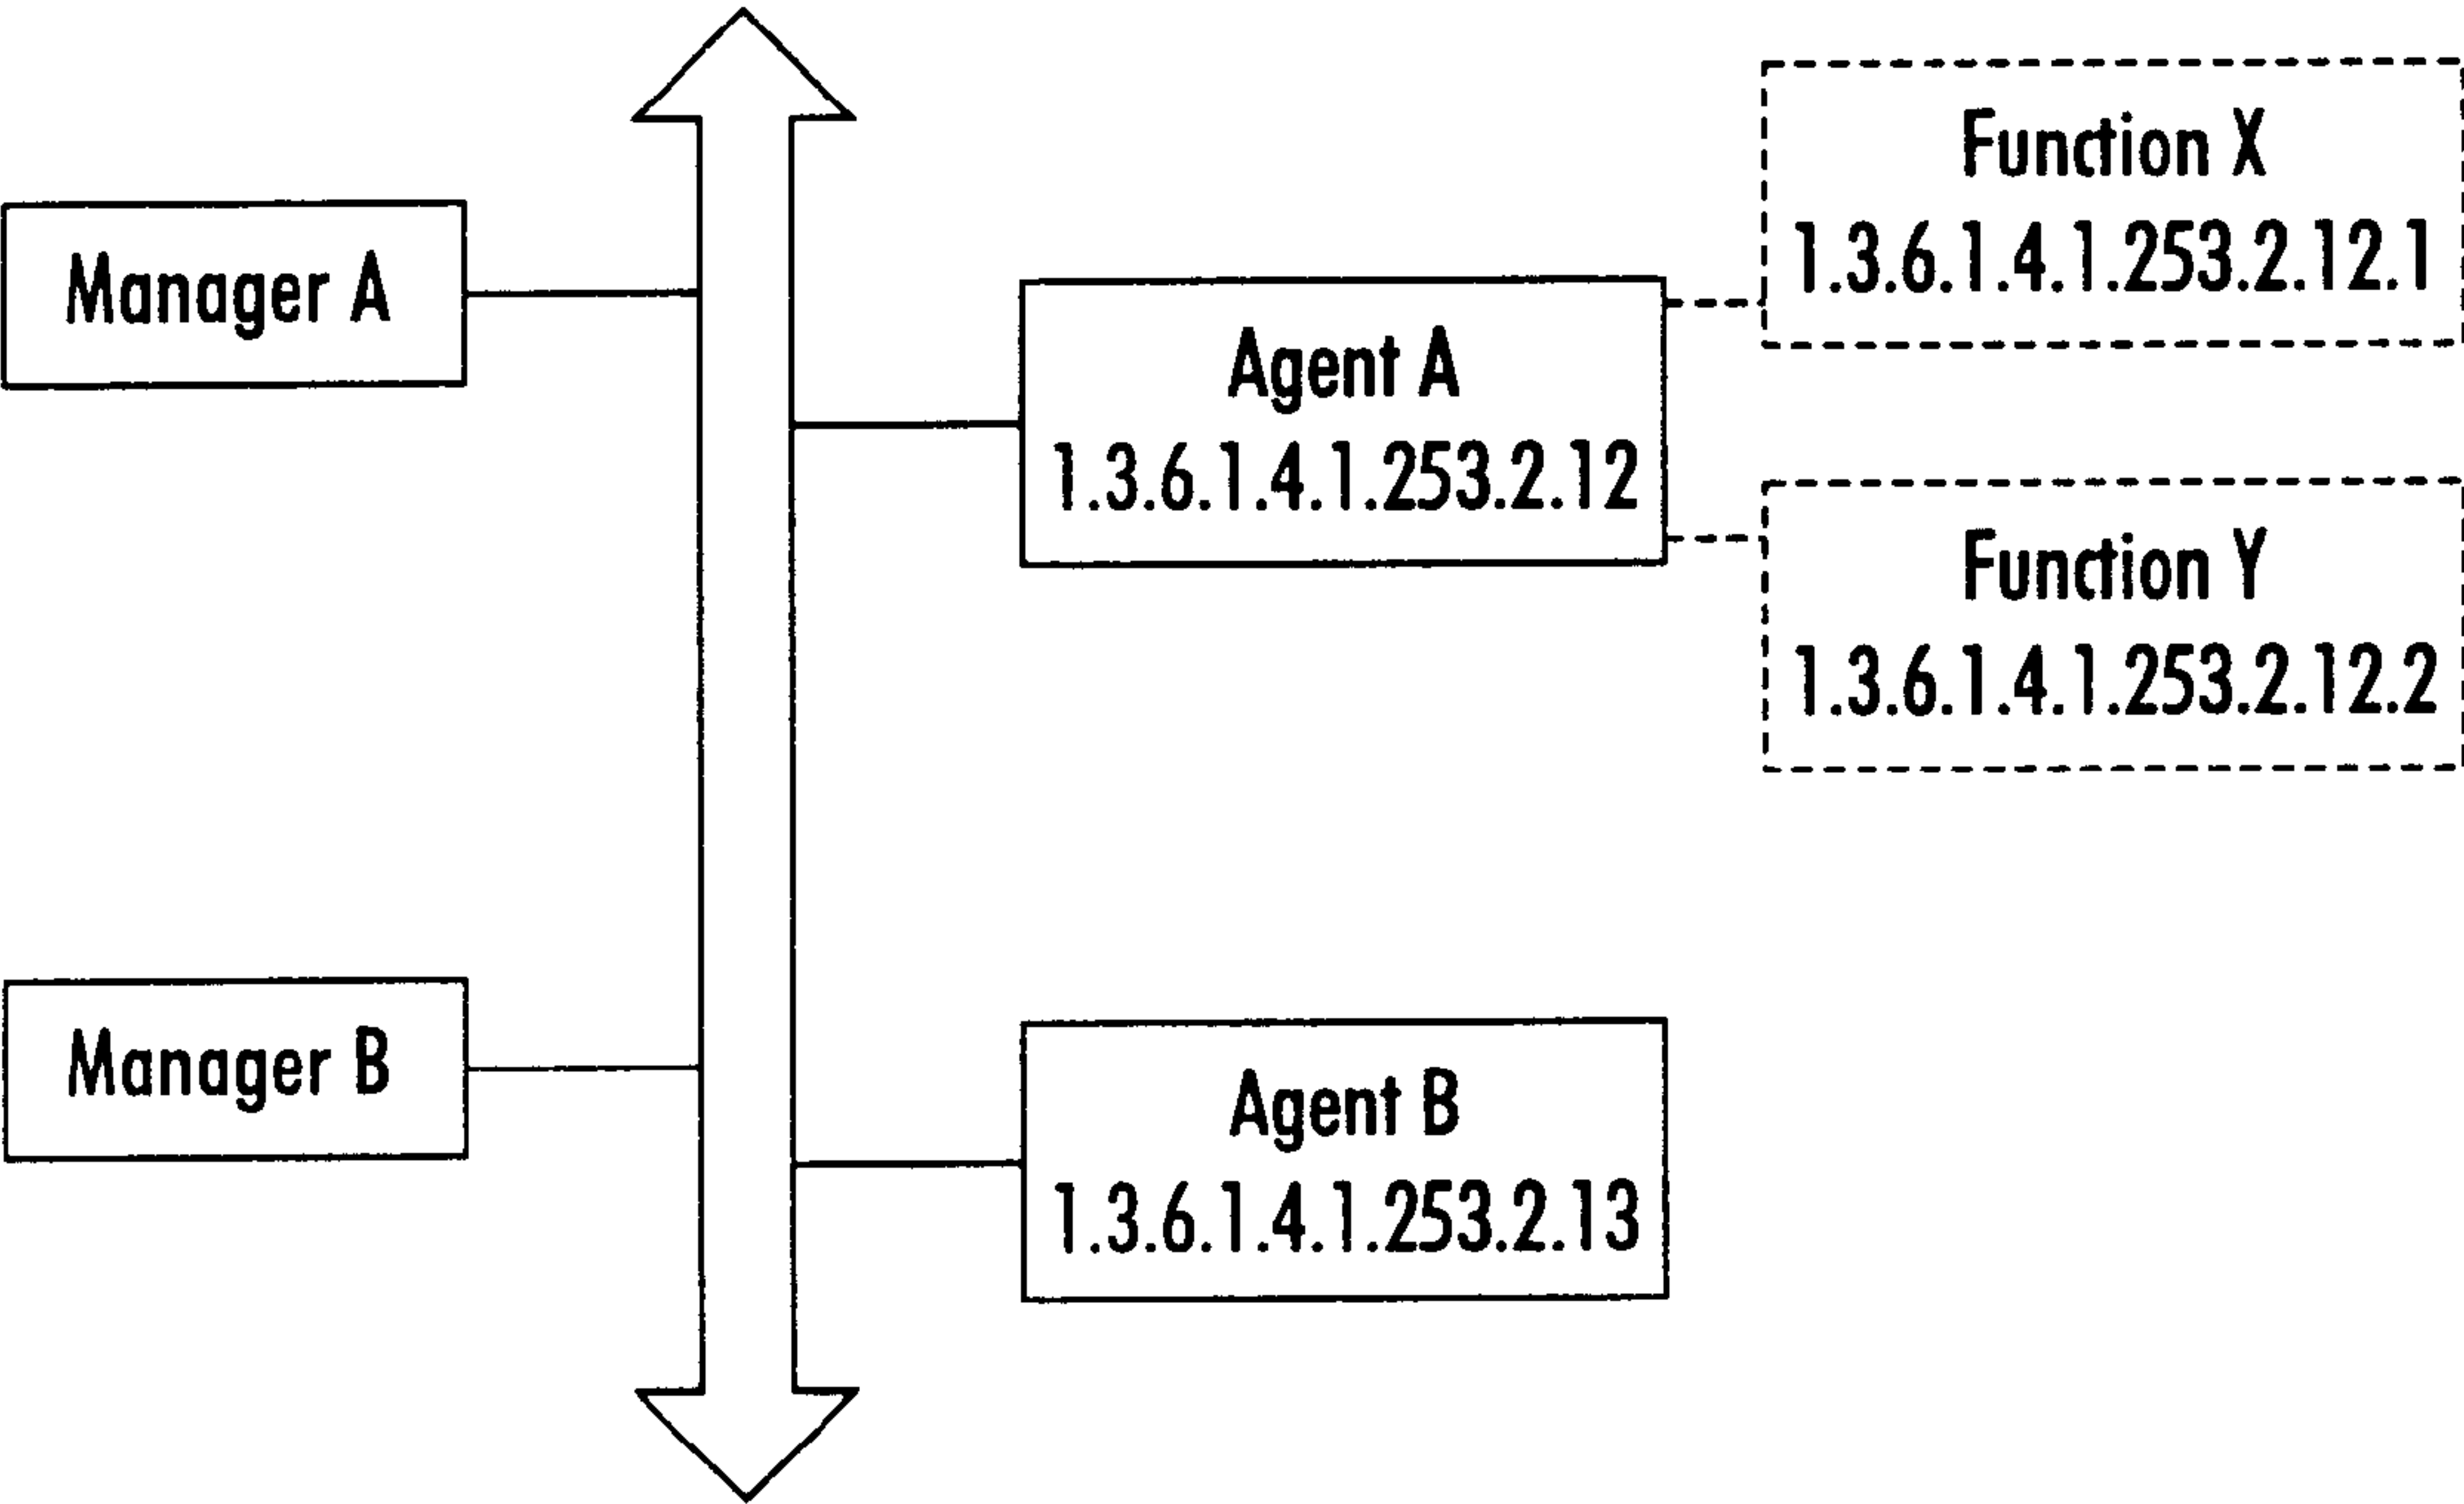 Manager A
Agent A
1.3.6.1.4.1.253.2.12
Function X
1.3.6.1.4.1.253.2.12.1
Function Y
1.3.6.1.4.1.253.2.12.2
Manager B
Agent B
1.3.6.1.4.1.253.2.13